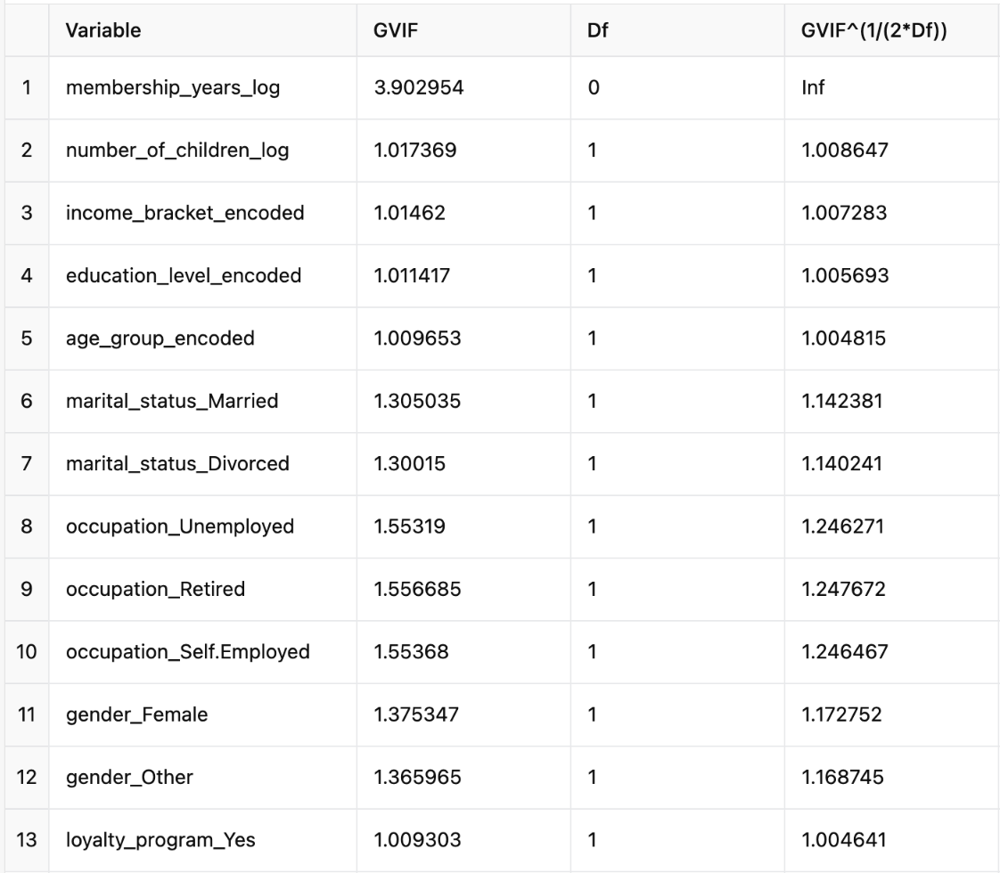 Variable GVIF Df GVIF^(1/(2*Df))
1 membership_years_log 3.902954 0 Inf
2 number_of_children_log 1.017369 1 1.008647
3 income_bracket_encoded 1.01462 1 1.007283
4 education_level_encoded 1.011417 1 1.005693
5 age_group_encoded 1.009653 1 1.004815
6 marital_status_Married 1.305035 1 1.142381
7 marital_status_Divorced 1.30015 1 1.140241
8 occupation_Unemployed 1.55319 1 1.246271
9 occupation_Retired 1.556685 1 1.247672
10 occupation_Self.Employed 1.55368 1 1.246467
11 gender_Female 1.375347 1 1.172752
12 gender_Other 1.365965 1 1.168745
13 loyalty_program_Yes 1.009303 1 1.004641